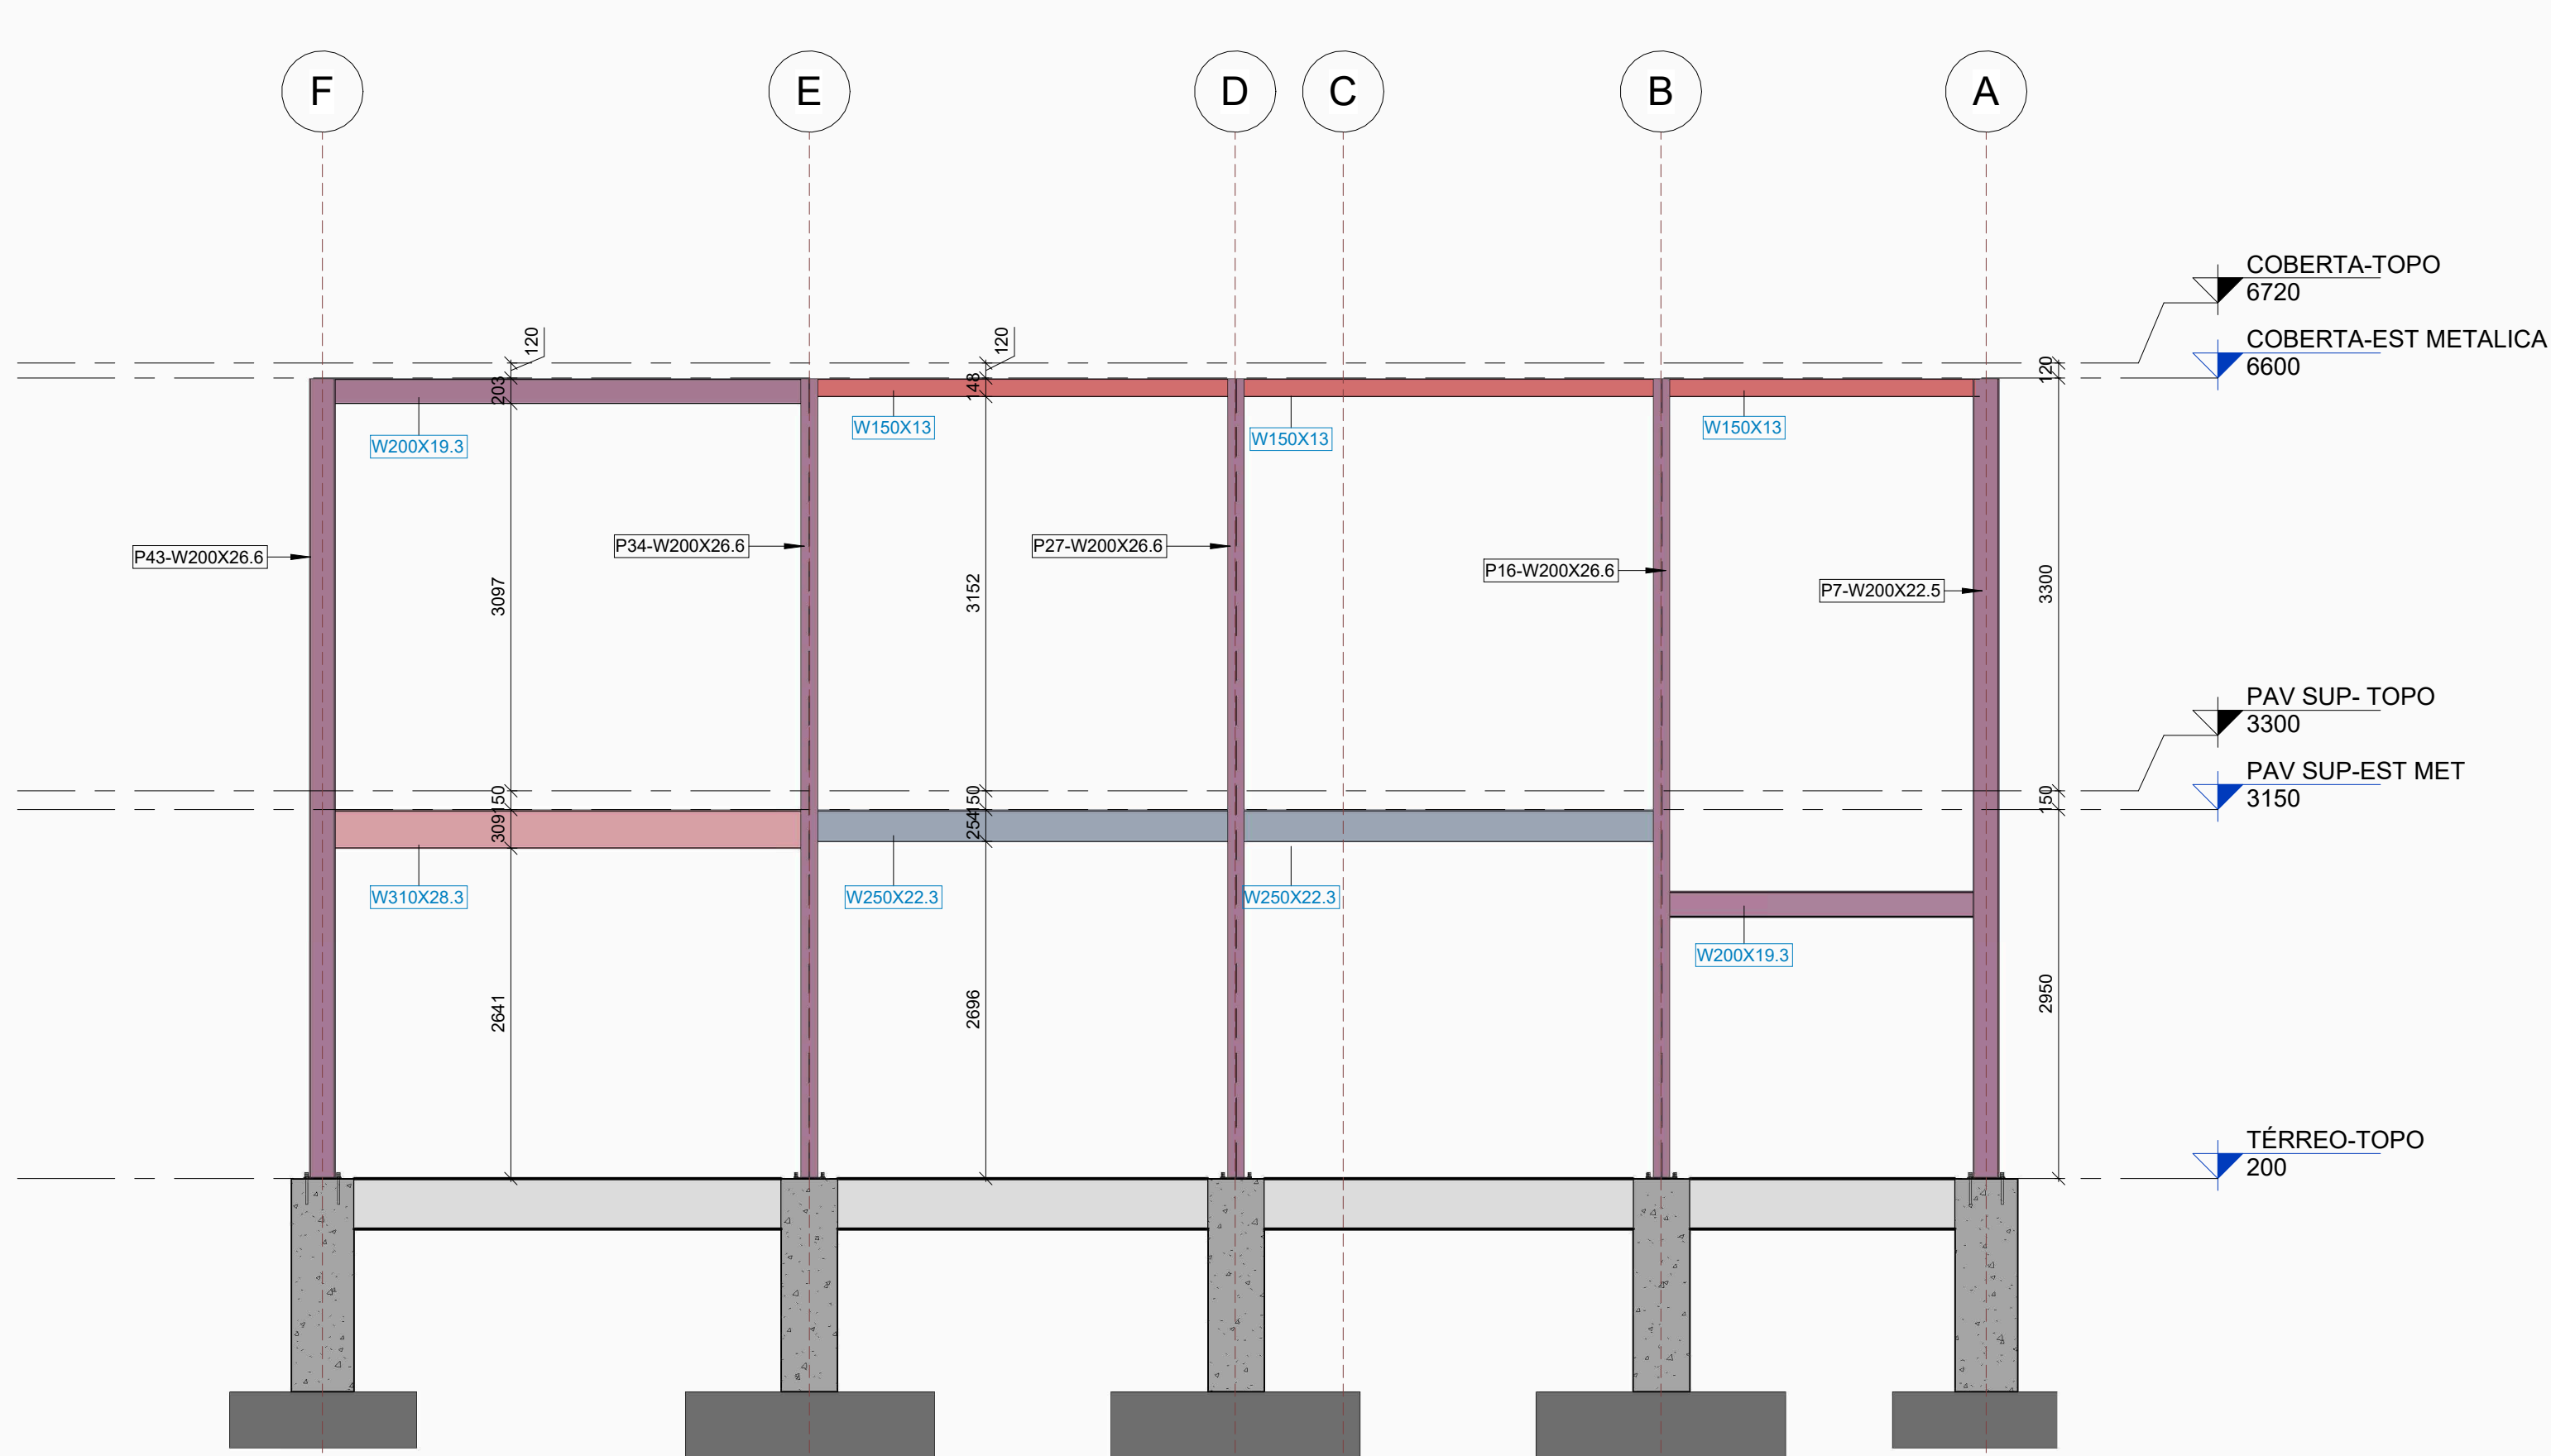 F
E
D
C
B
A
COBERTA-TOPO
6720
COBERTA-EST METALICA
6600
120
120
120
203
148
W200X19.3
W150X13
W150X13
W150X13
P43-W200X26.6
P34-W200X26.6
P27-W200X26.6
P16-W200X26.6
P7-W200X22.5
3097
3152
3300
PAV SUP- TOPO
3300
PAV SUP-EST MET
3150
150
150
150
309
254
W310X28.3
W250X22.3
W250X22.3
W200X19.3
2641
2696
2950
TÉRREO-TOPO
200